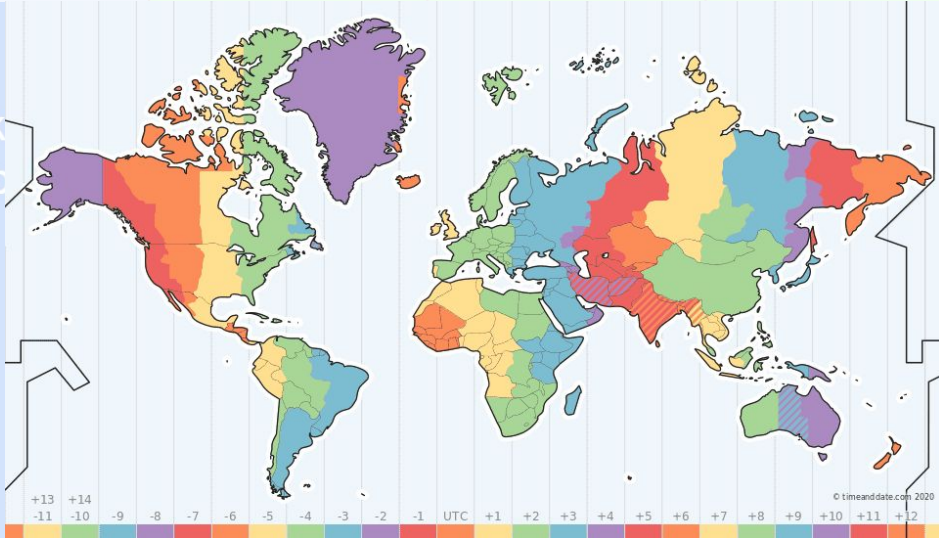 © timeanddate.com 2020
+13 +14
-11 -10 -9 -8 -7 -6 -5 -4 -3 -2 -1 UTC +1 +2 +3 +4 +5 +6 +7 +8 +9 +10 +11 +12